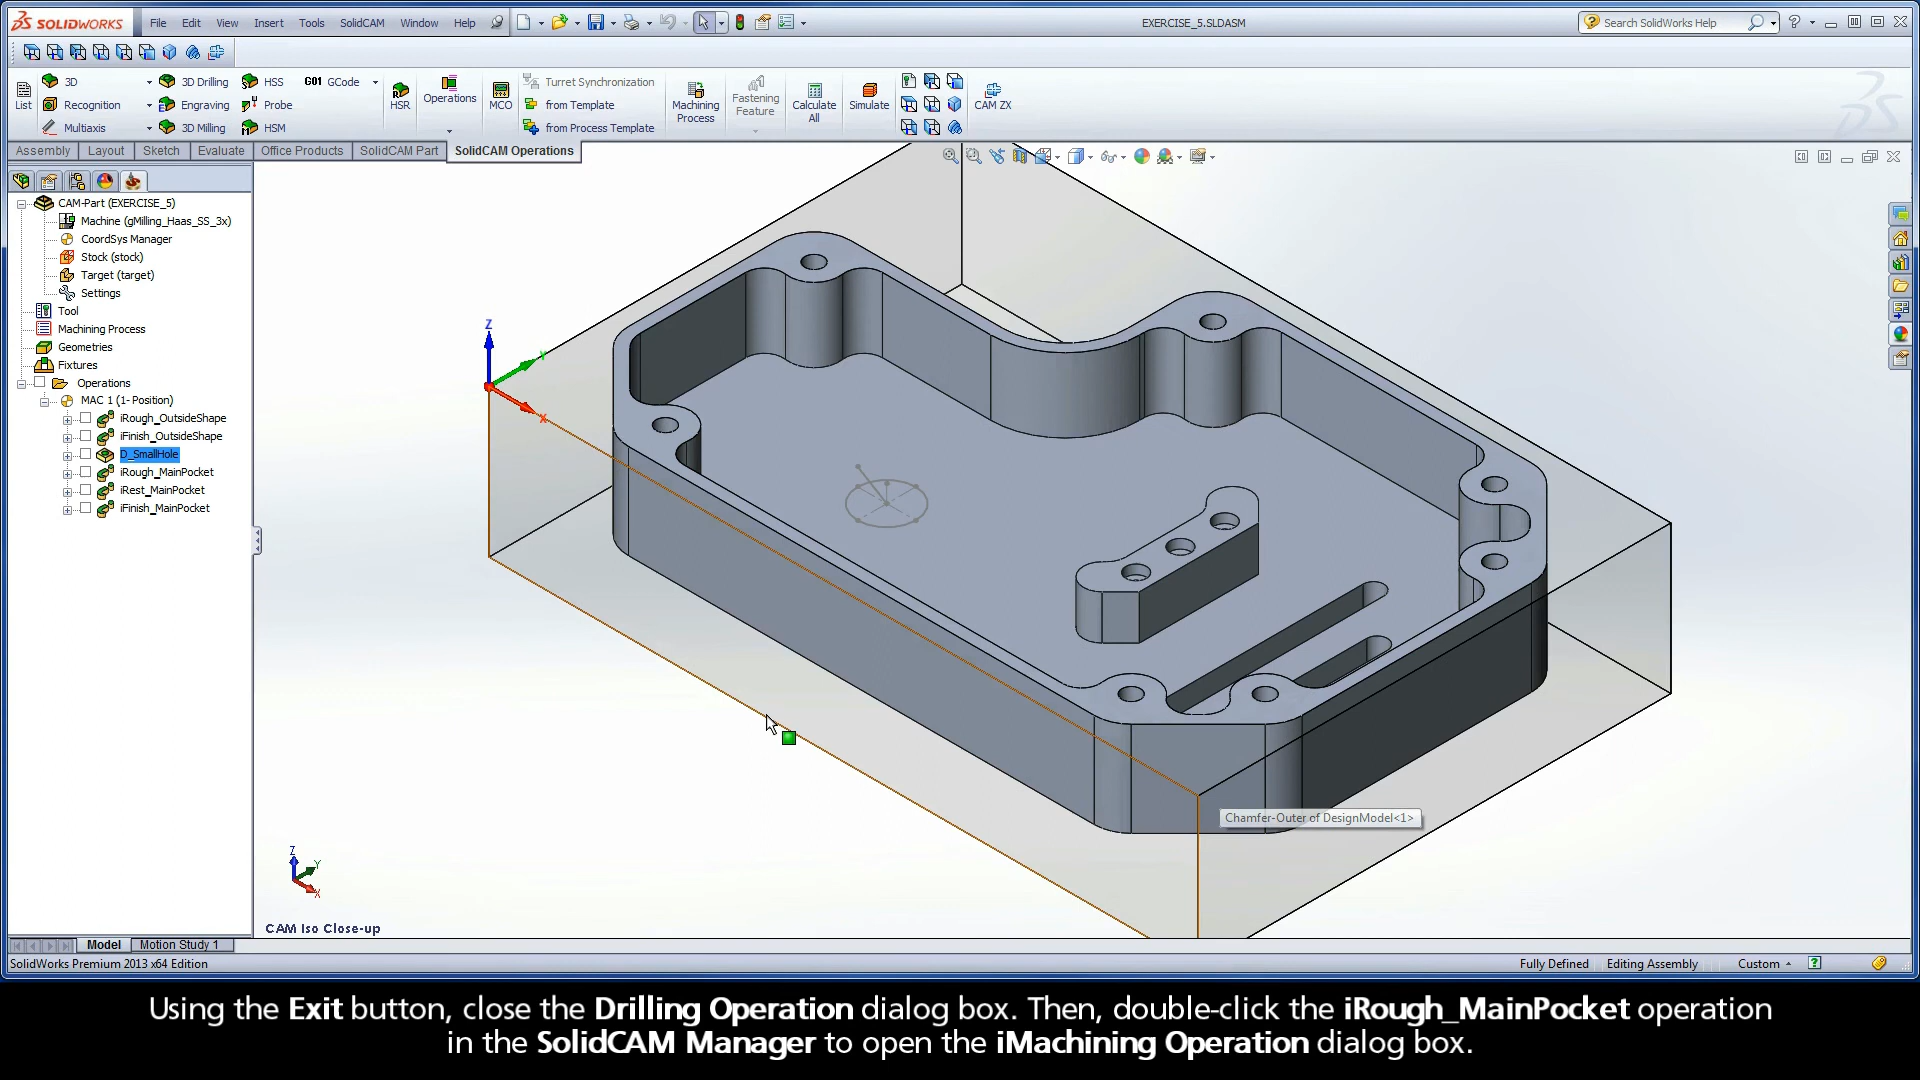 SOLIDWORKS File Edit View Insert Tools SolidCAM Window Help EXERCISE_5.SLDASM Search SolidWorks Help
3D 3D Drilling HSS G01 GCode Turret Synchronization
List Recognition Engraving Probe HSR Operations MCO from Template Machining Process Fastening Feature Calculate All Simulate CAM ZX
Multiaxis 3D Milling HSM from Process Template
Assembly Layout Sketch Evaluate Office Products SolidCAM Part SolidCAM Operations
CAM-Part (EXERCISE_5)
Machine (gMilling_Haas_SS_3x)
CoordSys Manager
Stock (stock)
Target (target)
Settings
Tool
Machining Process
Geometries
Fixtures
Operations
MAC 1 (1- Position)
iRough_OutsideShape
iFinish_OutsideShape
D_SmallHole
iRough_MainPocket
iRest_MainPocket
iFinish_MainPocket
Z
Y
X
Chamfer-Outer of DesignModel<1>
Z
Y
X
CAM Iso Close-up
Model Motion Study 1
SolidWorks Premium 2013 x64 Edition Fully Defined Editing Assembly Custom
Using the Exit button, close the Drilling Operation dialog box. Then, double-click the iRough_MainPocket operation
in the SolidCAM Manager to open the iMachining Operation dialog box.